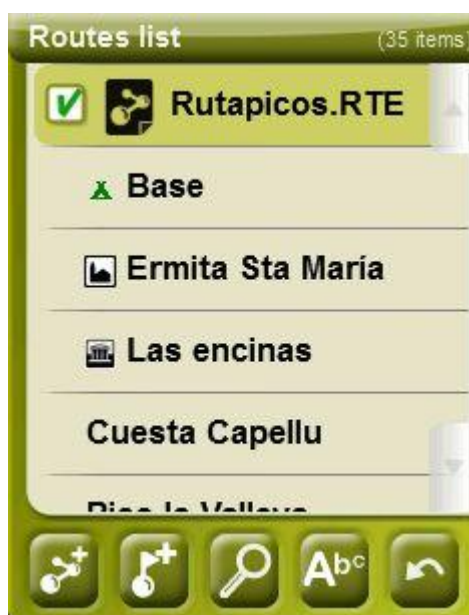 Routes list (35 items)
Rutapicos.RTE
Base
Ermita Sta María
Las encinas
Cuesta Capellu
Abc